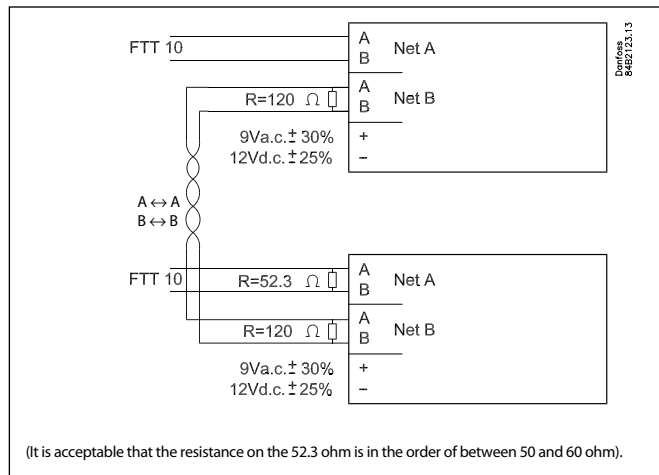 FTT 10
A
B
Net A
Danfoss
84B2123.13
R=120 Ω
A
B
Net B
9Va.c.± 30%
12Vd.c.± 25%
+
−
A ↔ A
B ↔ B
FTT 10
R=52.3 Ω
A
B
Net A
R=120 Ω
A
B
Net B
9Va.c.± 30%
12Vd.c.± 25%
+
−
(It is acceptable that the resistance on the 52.3 ohm is in the order of between 50 and 60 ohm).